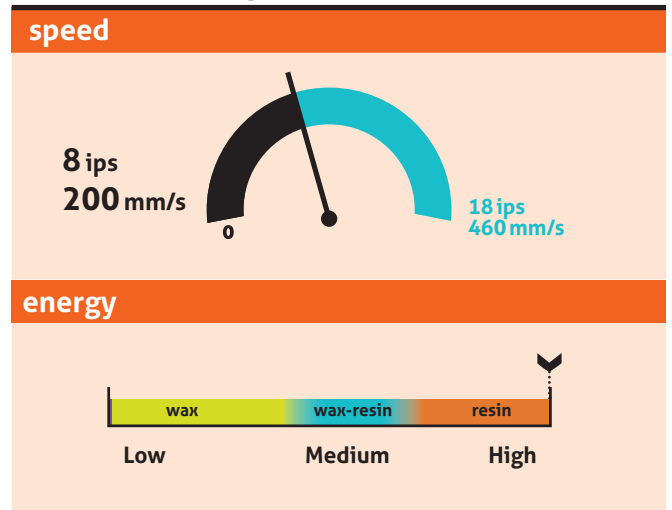 speed
8 ips
200 mm/s
0
18 ips
460 mm/s
energy
wax wax-resin resin
Low Medium High